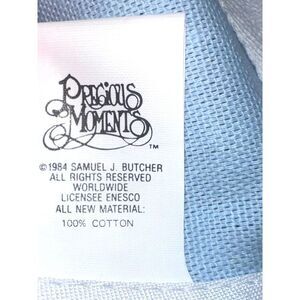 PRECIOUS
MOMENTS
™
©1984 SAMUEL J. BUTCHER
ALL RIGHTS RESERVED
WORLDWIDE
LICENSEE ENESCO
ALL NEW MATERIAL:
100% COTTON